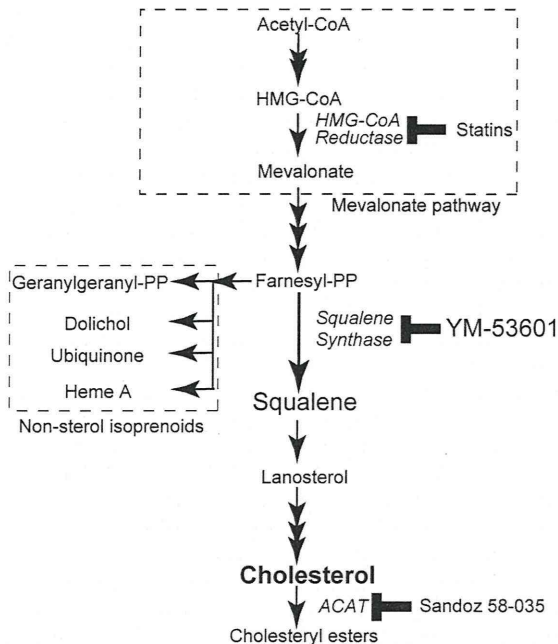 Acetyl-CoA
HMG-CoA
HMG-CoA
Reductase
Statins
Mevalonate
Mevalonate pathway
Geranylgeranyl-PP
Farnesyl-PP
Dolichol
Ubiquinone
Heme A
Non-sterol isoprenoids
Squalene
Synthase
YM-53601
Squalene
Lanosterol
Cholesterol
ACAT
Sandoz 58-035
Cholesteryl esters